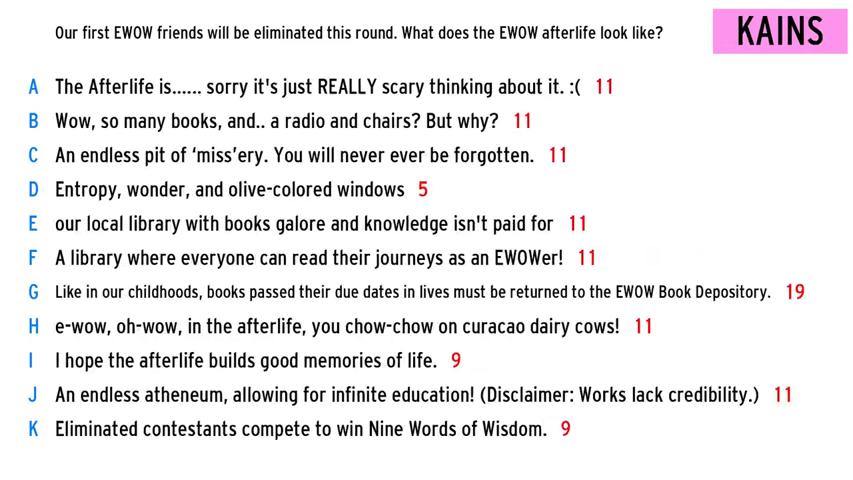 Our first EWOW friends will be eliminated this round. What does the EWOW afterlife look like?
KAINS
A The Afterlife is...... sorry it's just REALLY scary thinking about it. :( 11
B Wow, so many books, and.. a radio and chairs? But why? 11
C An endless pit of ‘miss’ery. You will never ever be forgotten. 11
D Entropy, wonder, and olive-colored windows 5
E our local library with books galore and knowledge isn't paid for 11
F A library where everyone can read their journeys as an EWOWer! 11
G Like in our childhoods, books passed their due dates in lives must be returned to the EWOW Book Depository. 19
H e-wow, oh-wow, in the afterlife, you chow-chow on curacao dairy cows! 11
I I hope the afterlife builds good memories of life. 9
J An endless atheneum, allowing for infinite education! (Disclaimer: Works lack credibility.) 11
K Eliminated contestants compete to win Nine Words of Wisdom. 9